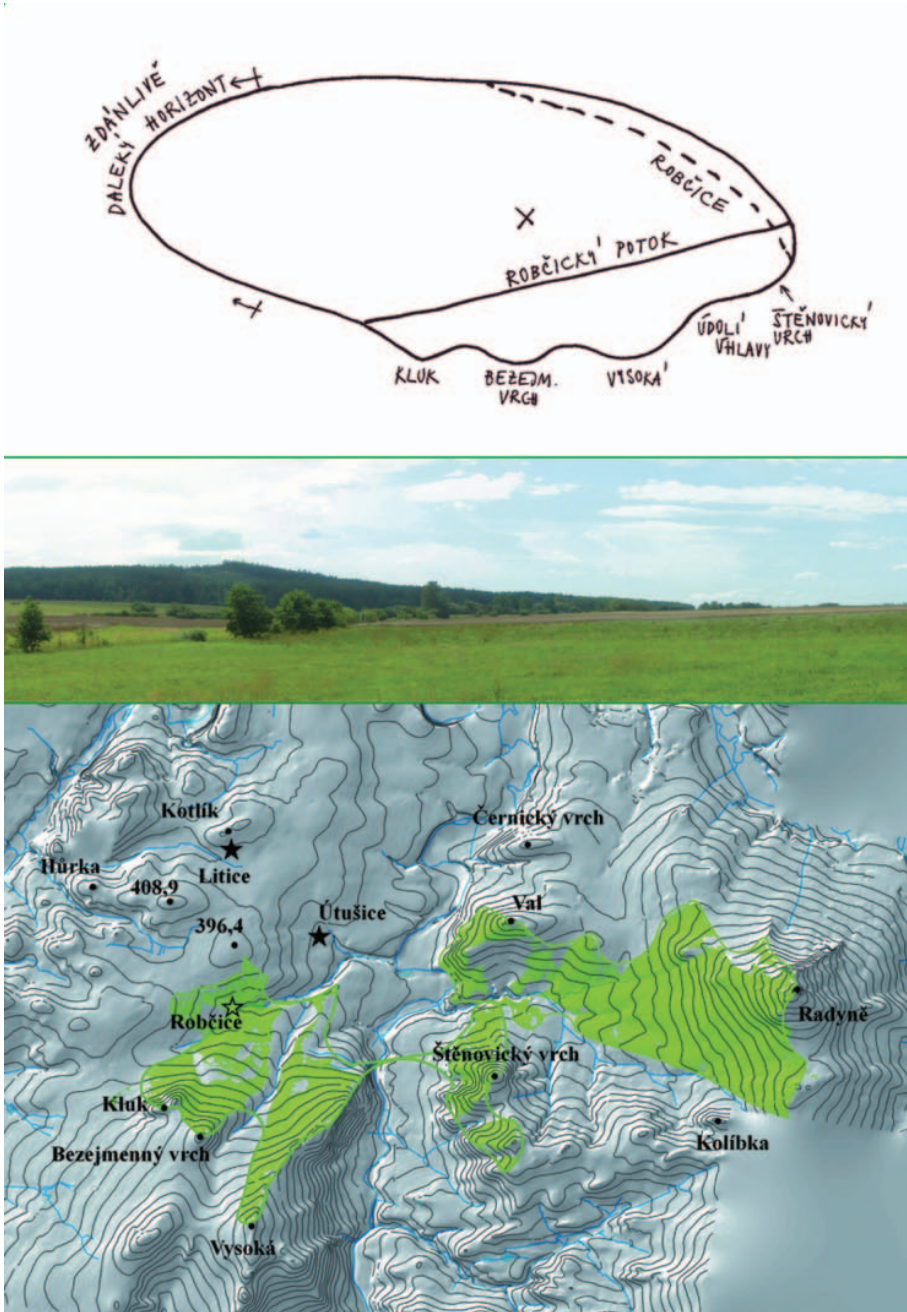 ZDÁNLIVĚ
DALEKÝ HORIZONT
ROBČICE
ROBČICKÝ POTOK
ÚDOLÍ
ÚHLAVY
ŠTĚNOVICKÝ
VRCH
KLUK
BEZEJM.
VRCH
VYSOKÁ
Kotlík
Černický vrch
Hůrka
Litice
408,9
Val
Útušice
396,4
Radyně
Robčice
Štěnovický vrch
Kluk
Kolíbka
Bezejmenný vrch
Vysoká